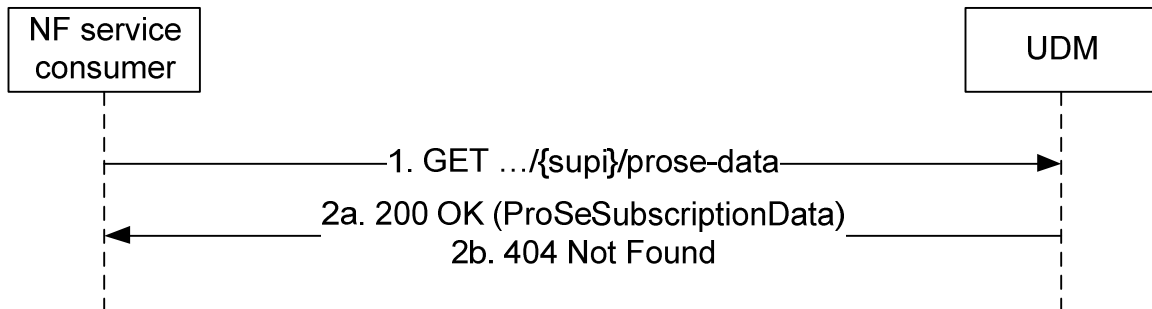 NF service
consumer
UDM
1. GET …/{supi}/prose-data
2a. 200 OK (ProSeSubscriptionData)
2b. 404 Not Found